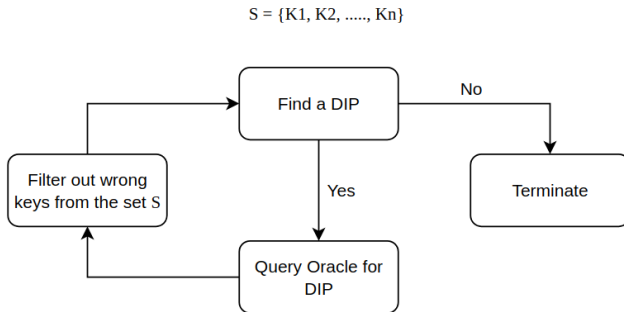 S = {K1, K2, ....., Kn}
Find a DIP
No
Filter out wrong
keys from the set S
Terminate
Yes
Query Oracle for
DIP